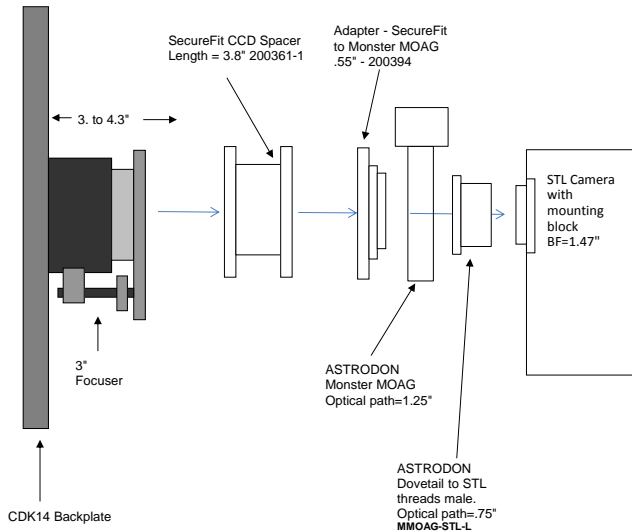 SecureFit CCD Spacer
Length = 3.8" 200361-1
Adapter - SecureFit
to Monster MOAG
.55" - 200394
3. to 4.3"
STL Camera
with
mounting
block
BF=1.47"
3"
Focuser
ASTRODON
Monster MOAG
Optical path=1.25"
ASTRODON
Dovetail to STL
threads male.
Optical path=.75"
MMOAG-STL-L
CDK14 Backplate